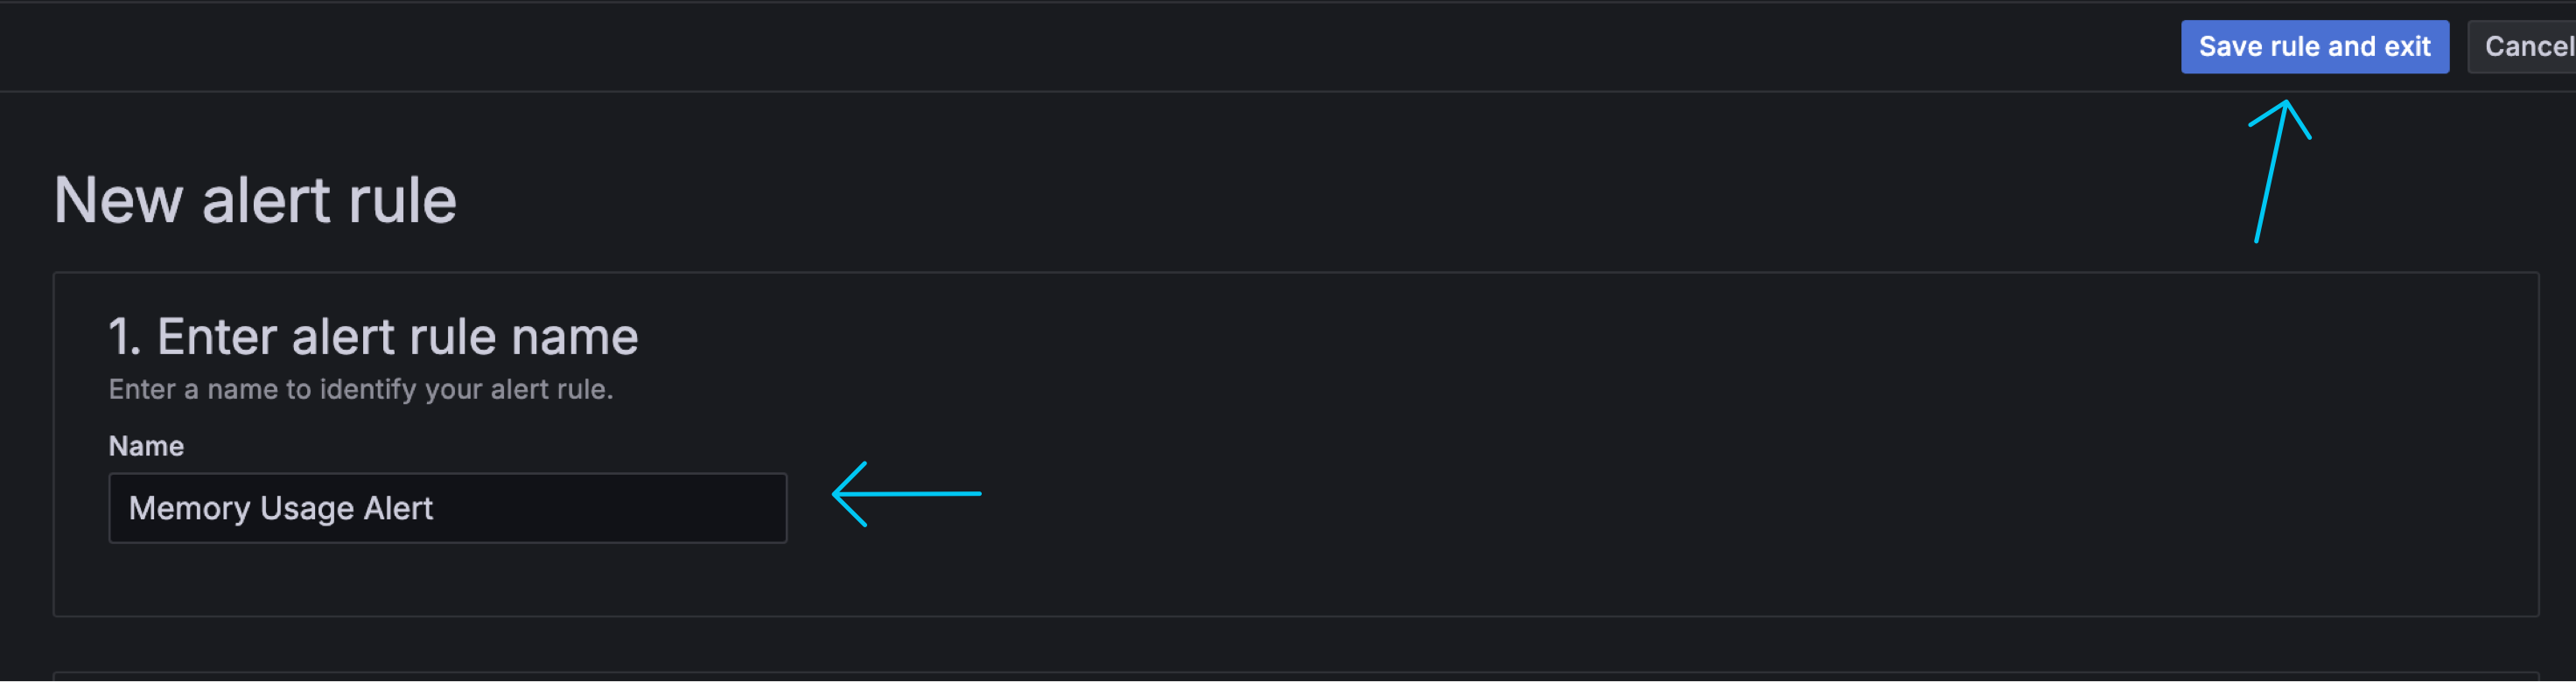 Save rule and exit
Cancel
New alert rule
1. Enter alert rule name
Enter a name to identify your alert rule.
Name
Memory Usage Alert